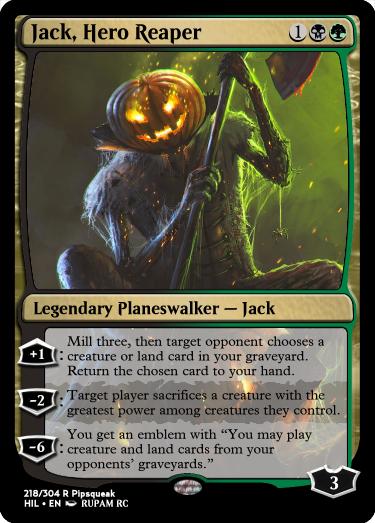 Jack, Hero Reaper
1
Legendary Planeswalker — Jack
+1: Mill three, then target opponent chooses a
creature or land card in your graveyard.
Return the chosen card to your hand.
-2: Target player sacrifices a creature with the
greatest power among creatures they control.
-6: You get an emblem with “You may play
creature and land cards from your
opponents’ graveyards.”
3
218/304 R Pipsqueak
HIL • EN RUPAM RC